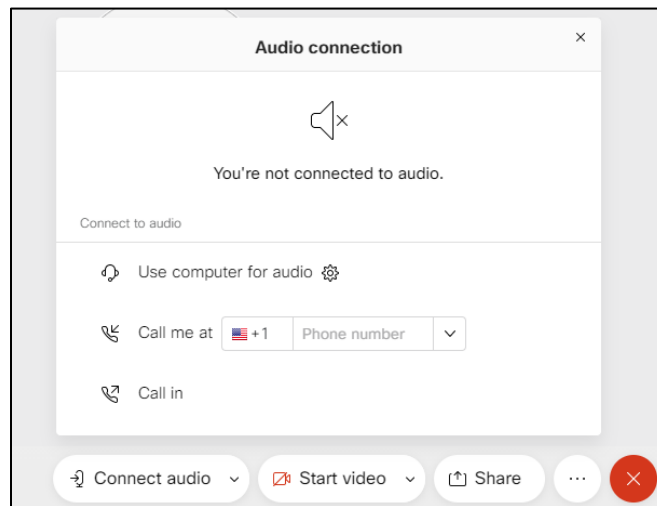 Audio connection
You're not connected to audio.
Connect to audio
Use computer for audio
Call me at +1 Phone number
Call in
Connect audio Start video Share ...